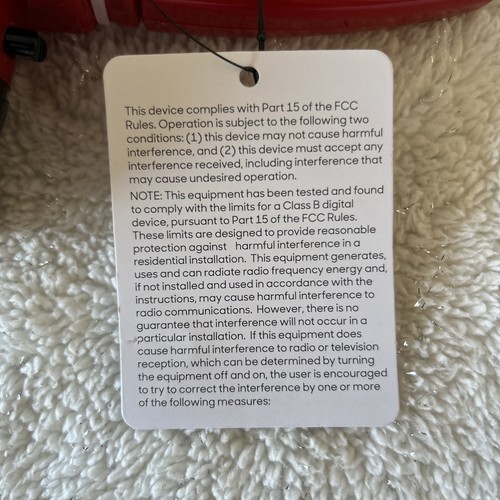 This device complies with Part 15 of the FCC
Rules. Operation is subject to the following two
conditions: (1) this device may not cause harmful
interference, and (2) this device must accept any
interference received, including interference that
may cause undesired operation.
NOTE: This equipment has been tested and found
to comply with the limits for a Class B digital
device, pursuant to Part 15 of the FCC Rules.
These limits are designed to provide reasonable
protection against harmful interference in a
residential installation. This equipment generates,
uses and can radiate radio frequency energy and,
if not installed and used in accordance with the
instructions, may cause harmful interference to
radio communications. However, there is no
guarantee that interference will not occur in a
particular installation. If this equipment does
cause harmful interference to radio or television
reception, which can be determined by turning
the equipment off and on, the user is encouraged
to try to correct the interference by one or more
of the following measures: